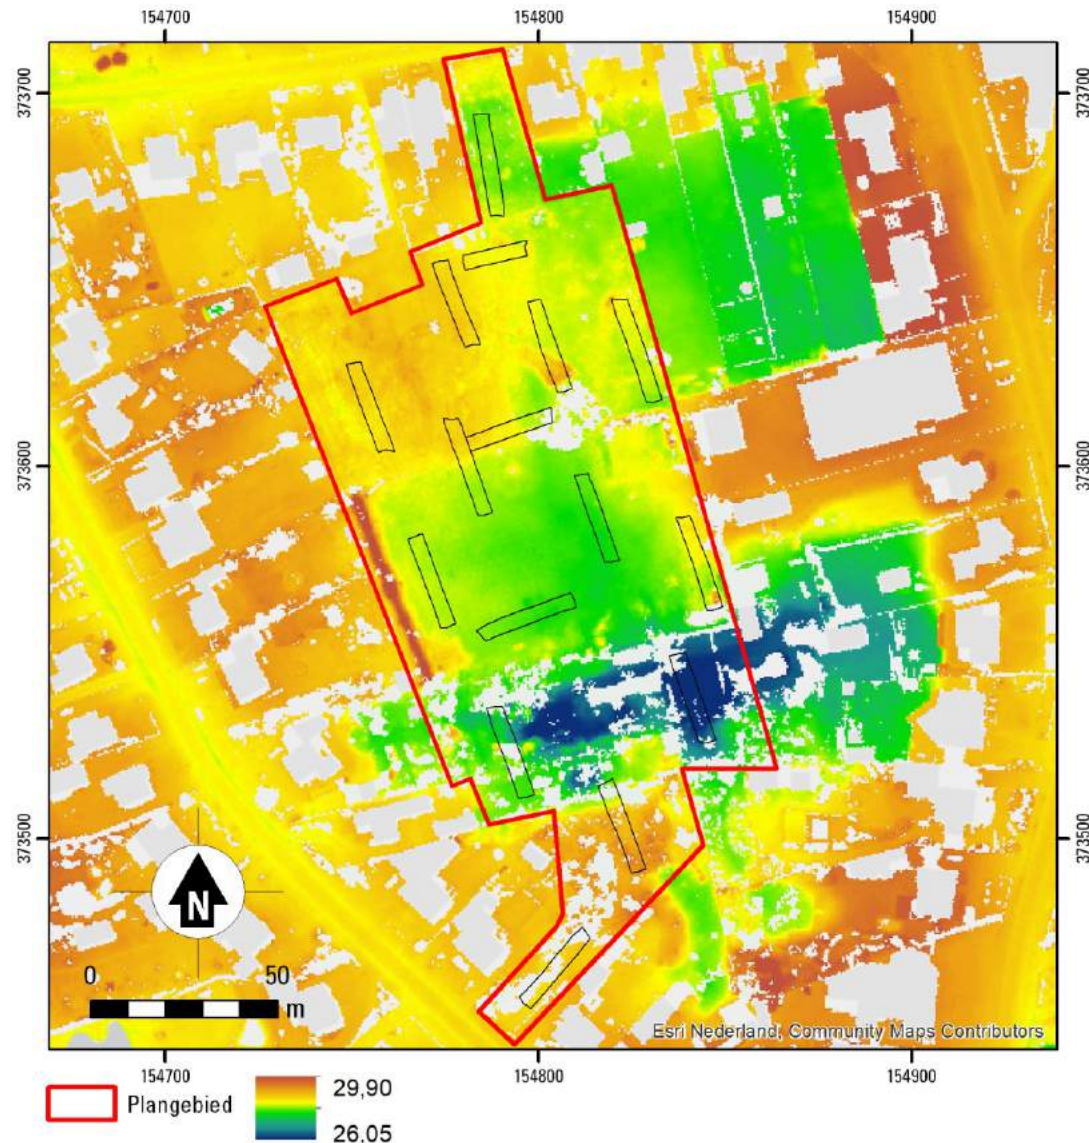 154700 154800 154900
373700 373700
373600 373600
373500 373500
N
0 50
m
Esri Nederland, Community Maps Contributors
154700 154800 154900
Plangebied
29,90
26,05